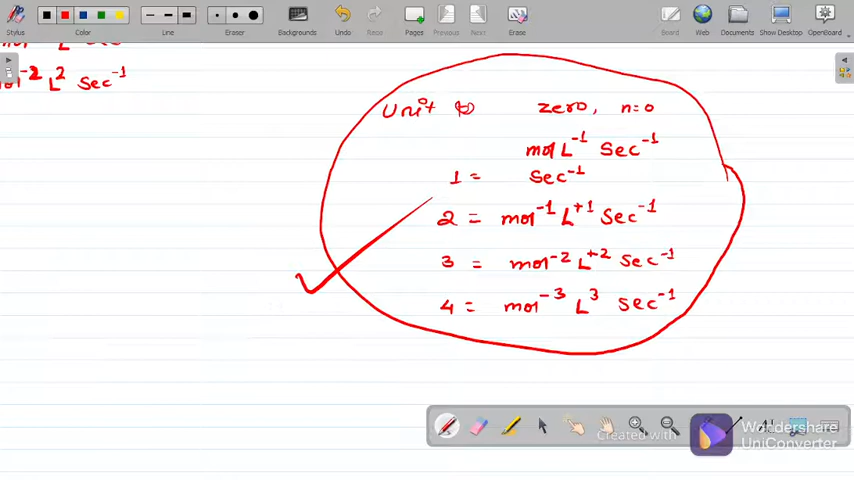 Stylus Color Line Eraser Backgrounds Undo Pages Previous Next Erase Board Web Documents Show Desktop OpenBoard
L Sec
mol⁻² L² Sec⁻¹
Unit zero, n=0
mol L⁻¹ Sec⁻¹
1 = Sec⁻¹
2 = mol⁻¹ L⁺¹ Sec⁻¹
3 = mol⁻² L⁺² Sec⁻¹
4 = mol⁻³ L³ Sec⁻¹
Created with Wondershare UniConverter